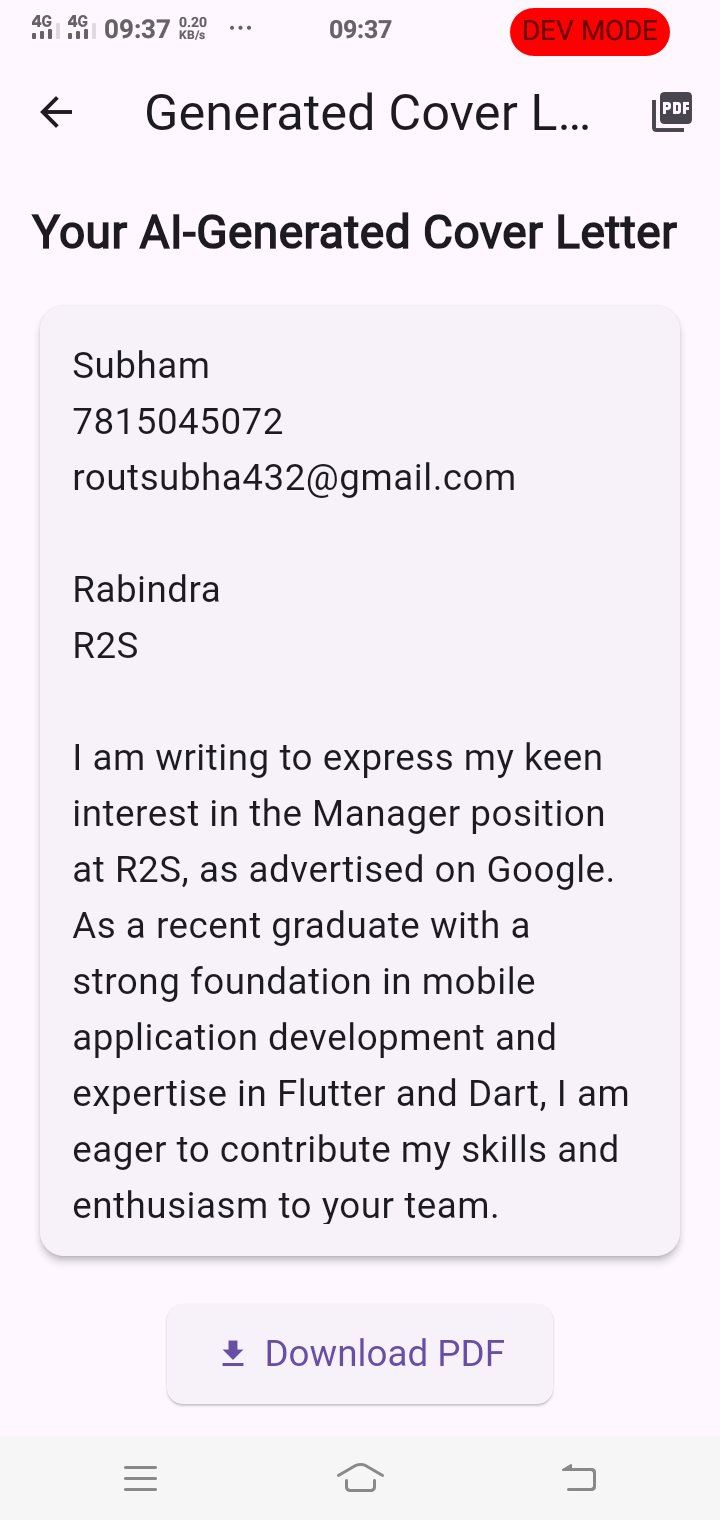 4G 4G 09:37 0.20 KB/s ... 09:37 DEV MODE
Generated Cover L...
PDF
Your AI-Generated Cover Letter
Subham
7815045072
routsubha432@gmail.com
Rabindra
R2S
I am writing to express my keen
interest in the Manager position
at R2S, as advertised on Google.
As a recent graduate with a
strong foundation in mobile
application development and
expertise in Flutter and Dart, I am
eager to contribute my skills and
enthusiasm to your team.
Download PDF